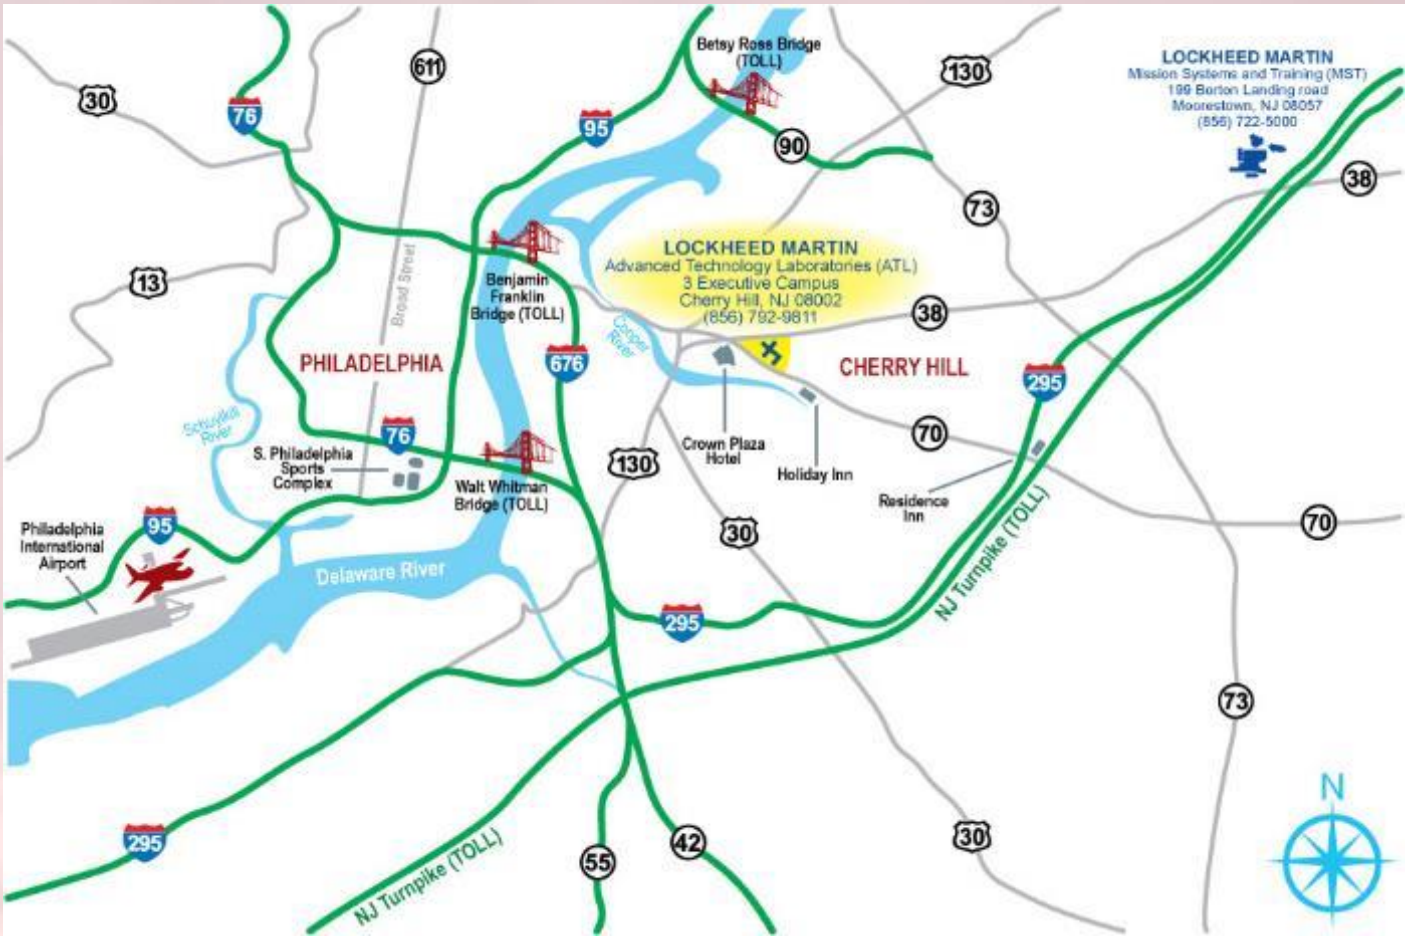 Betsy Ross Bridge
(TOLL)
LOCKHEED MARTIN
Mission Systems and Training (MST)
199 Borton Landing road
Moorestown, NJ 08057
(856) 722-5000
611
130
30
76
95
90
38
73
LOCKHEED MARTIN
Advanced Technology Laboratories (ATL)
3 Executive Campus
Cherry Hill, NJ 08002
(856) 792-9811
13
Broad Street
Benjamin
Franklin
Bridge (TOLL)
38
Cooper
River
PHILADELPHIA
676
CHERRY HILL
295
Schuylkill
River
76
70
S. Philadelphia
Sports
Complex
130
Crown Plaza
Hotel
Holiday Inn
Walt Whitman
Bridge (TOLL)
Residence
Inn
95
Philadelphia
International
Airport
30
70
NJ Turnpike (TOLL)
Delaware River
295
73
N
295
NJ Turnpike (TOLL)
55
42
30